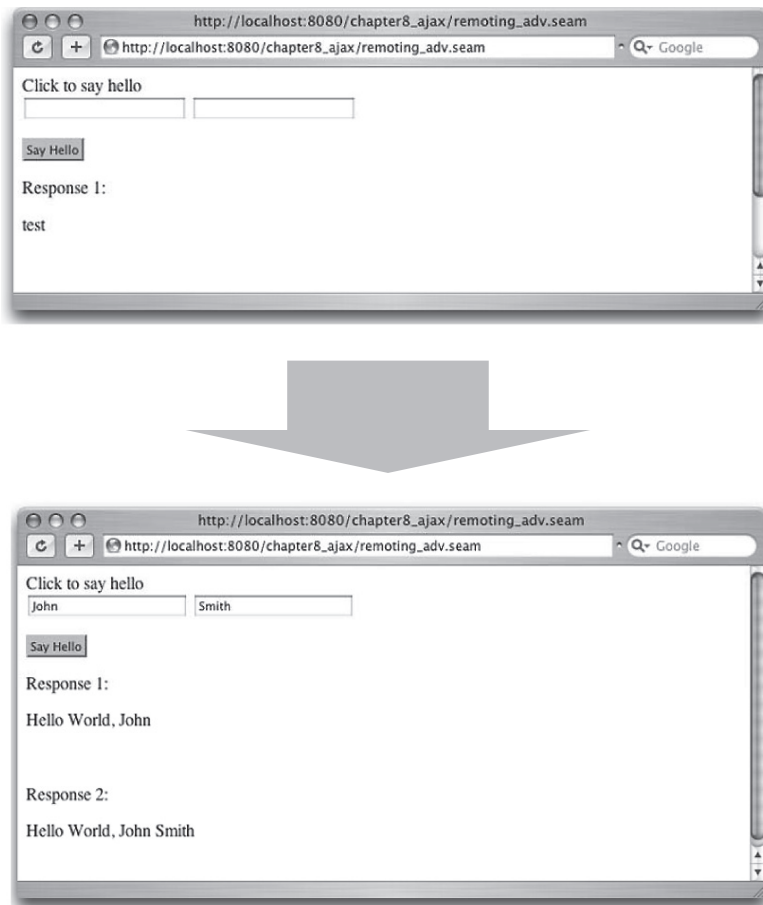 http://localhost:8080/chapter8_ajax/remoting_adv.seam
http://localhost:8080/chapter8_ajax/remoting_adv.seam Google
Click to say hello
Say Hello
Response 1:
test
http://localhost:8080/chapter8_ajax/remoting_adv.seam
http://localhost:8080/chapter8_ajax/remoting_adv.seam Google
Click to say hello
John Smith
Say Hello
Response 1:
Hello World, John
Response 2:
Hello World, John Smith